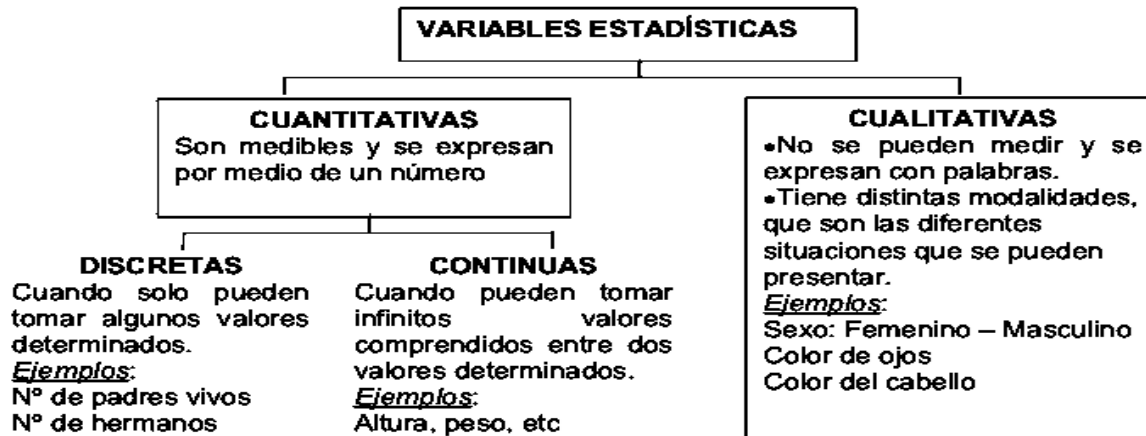 VARIABLES ESTADÍSTICAS
CUANTITATIVAS
Son medibles y se expresan
por medio de un número
DISCRETAS
Cuando solo pueden
tomar algunos valores
determinados.
Ejemplos:
Nº de padres vivos
Nº de hermanos
CONTINUAS
Cuando pueden tomar
infinitos valores
comprendidos entre dos
valores determinados.
Ejemplos:
Altura, peso, etc
CUALITATIVAS
•No se pueden medir y se
expresan con palabras.
•Tiene distintas modalidades,
que son las diferentes
situaciones que se pueden
presentar.
Ejemplos:
Sexo: Femenino – Masculino
Color de ojos
Color del cabello